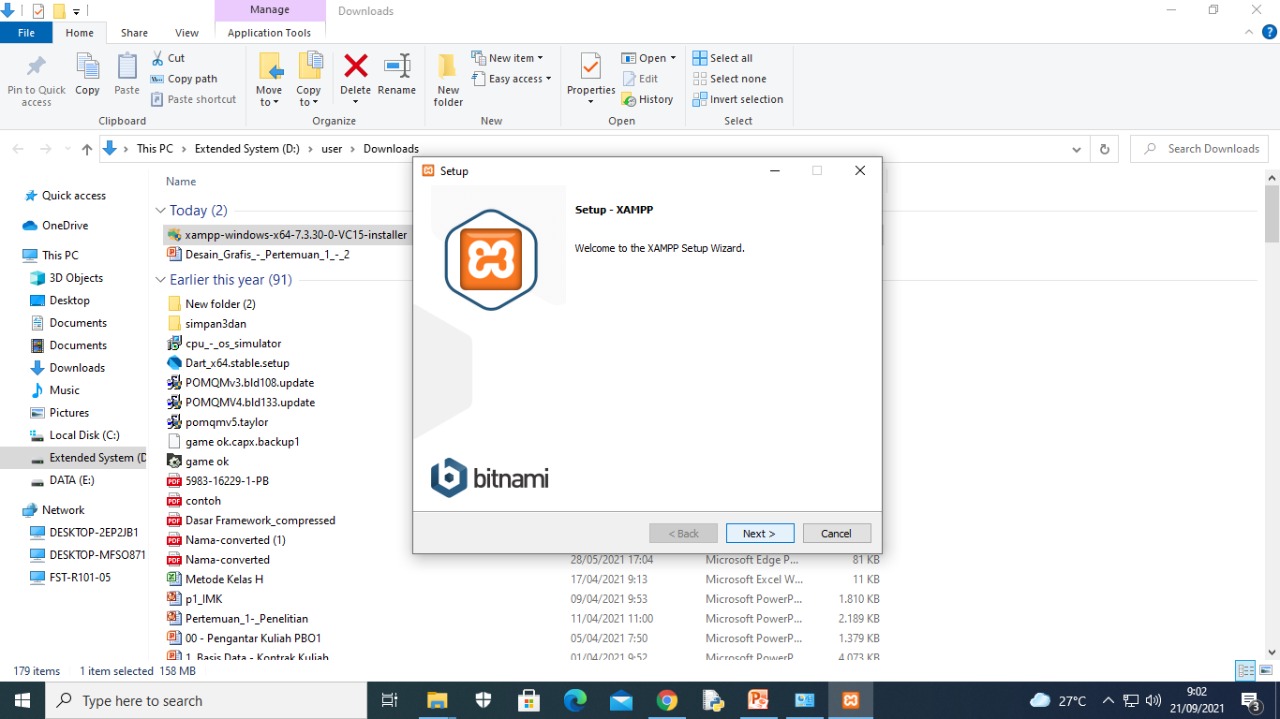 Manage
Downloads
File
Home
Share
View
Application Tools
Pin to Quick access
Copy
Paste
Cut
Copy path
Paste shortcut
Clipboard
Move to
Copy to
Delete
Rename
Organize
New folder
New item
Easy access
New
Properties
Open
Edit
History
Open
Select all
Select none
Invert selection
Select
This PC > Extended System (D:) > user > Downloads
Search Downloads
Quick access
OneDrive
This PC
3D Objects
Desktop
Documents
Documents
Downloads
Music
Pictures
Local Disk (C:)
Extended System (D
DATA (E:)
Network
DESKTOP-2EP2JB1
DESKTOP-MFSO871
FST-R101-05
Name
Today (2)
xampp-windows-x64-7.3.30-0-VC15-installer
Desain_Grafis_-_Pertemuan_1_-_2
Earlier this year (91)
New folder (2)
simpan3dan
cpu_-_os_simulator
Dart_x64.stable.setup
POMQMv3.bld108.update
POMQMV4.bld133.update
pomqmv5.taylor
game ok.capx.backup1
game ok
5983-16229-1-PB
contoh
Dasar Framework_compressed
Nama-converted (1)
Nama-converted 28/05/2021 17:04 Microsoft Edge P... 81 KB
Metode Kelas H 17/04/2021 9:13 Microsoft Excel W... 11 KB
p1_IMK 09/04/2021 9:53 Microsoft PowerP... 1.810 KB
Pertemuan_1-_Penelitian 11/04/2021 11:00 Microsoft PowerP... 2.189 KB
00 - Pengantar Kuliah PBO1 05/04/2021 7:50 Microsoft PowerP... 1.379 KB
1_Basis Data - Kontrak Kuliah 01/04/2021 9:52 Microsoft PowerP... 4.073 KB
Setup
Setup - XAMPP
Welcome to the XAMPP Setup Wizard.
bitnami
< Back
Next >
Cancel
179 items
1 item selected 158 MB
Type here to search
27°C
9:02
21/09/2021
3